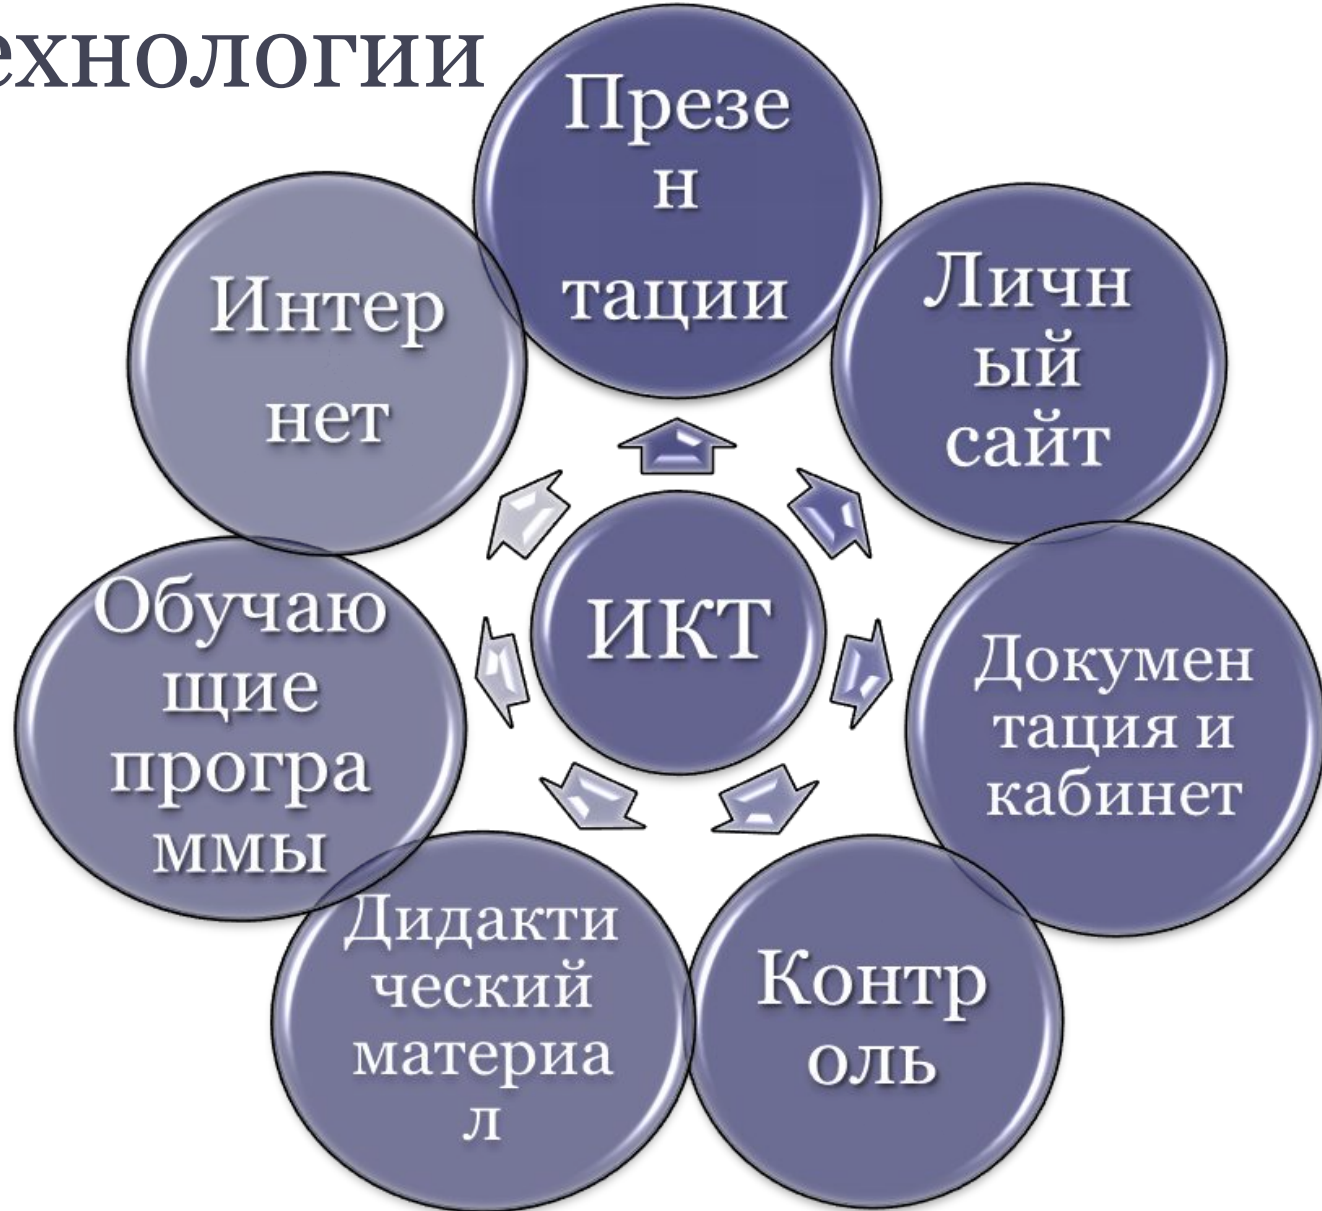 ехнологии
Презе
н
тации
Личн
ый
сайт
Докумен
тация и
кабинет
Контр
оль
Дидакти
ческий
материа
л
Обучаю
щие
програ
ммы
Интер
нет
ИКТ